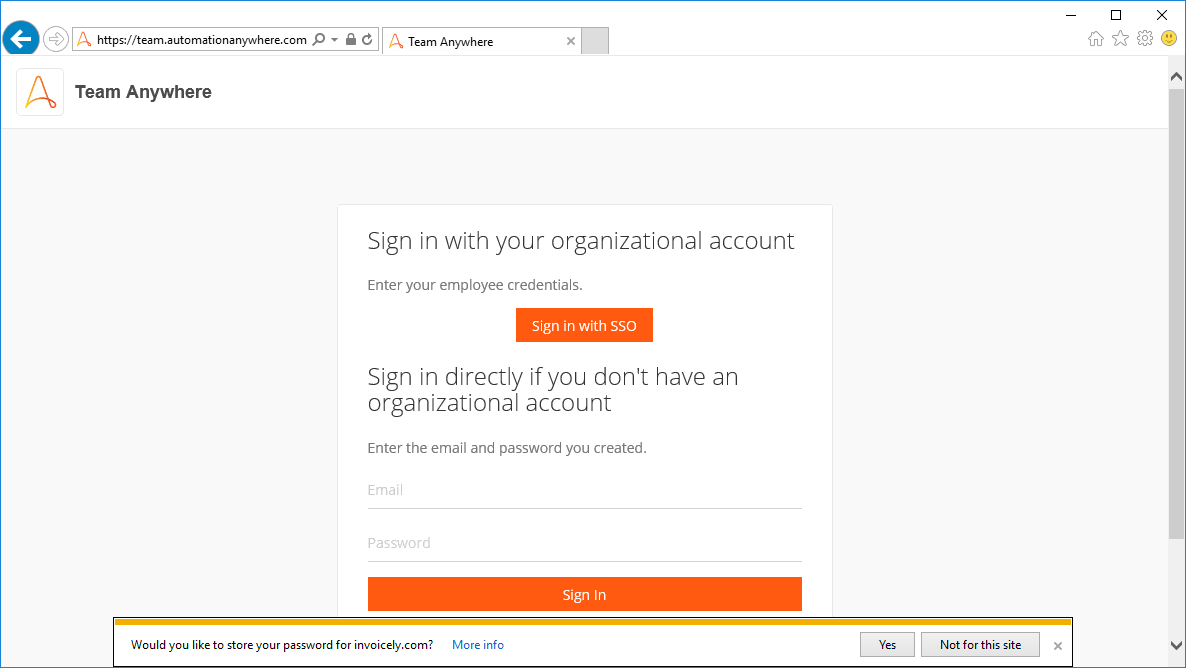 https://team.automationanywhere.com
Team Anywhere
Team Anywhere
Sign in with your organizational account
Enter your employee credentials.
Sign in with SSO
Sign in directly if you don't have an
organizational account
Enter the email and password you created.
Email
Password
Sign In
Would you like to store your password for invoicely.com? More info Yes Not for this site